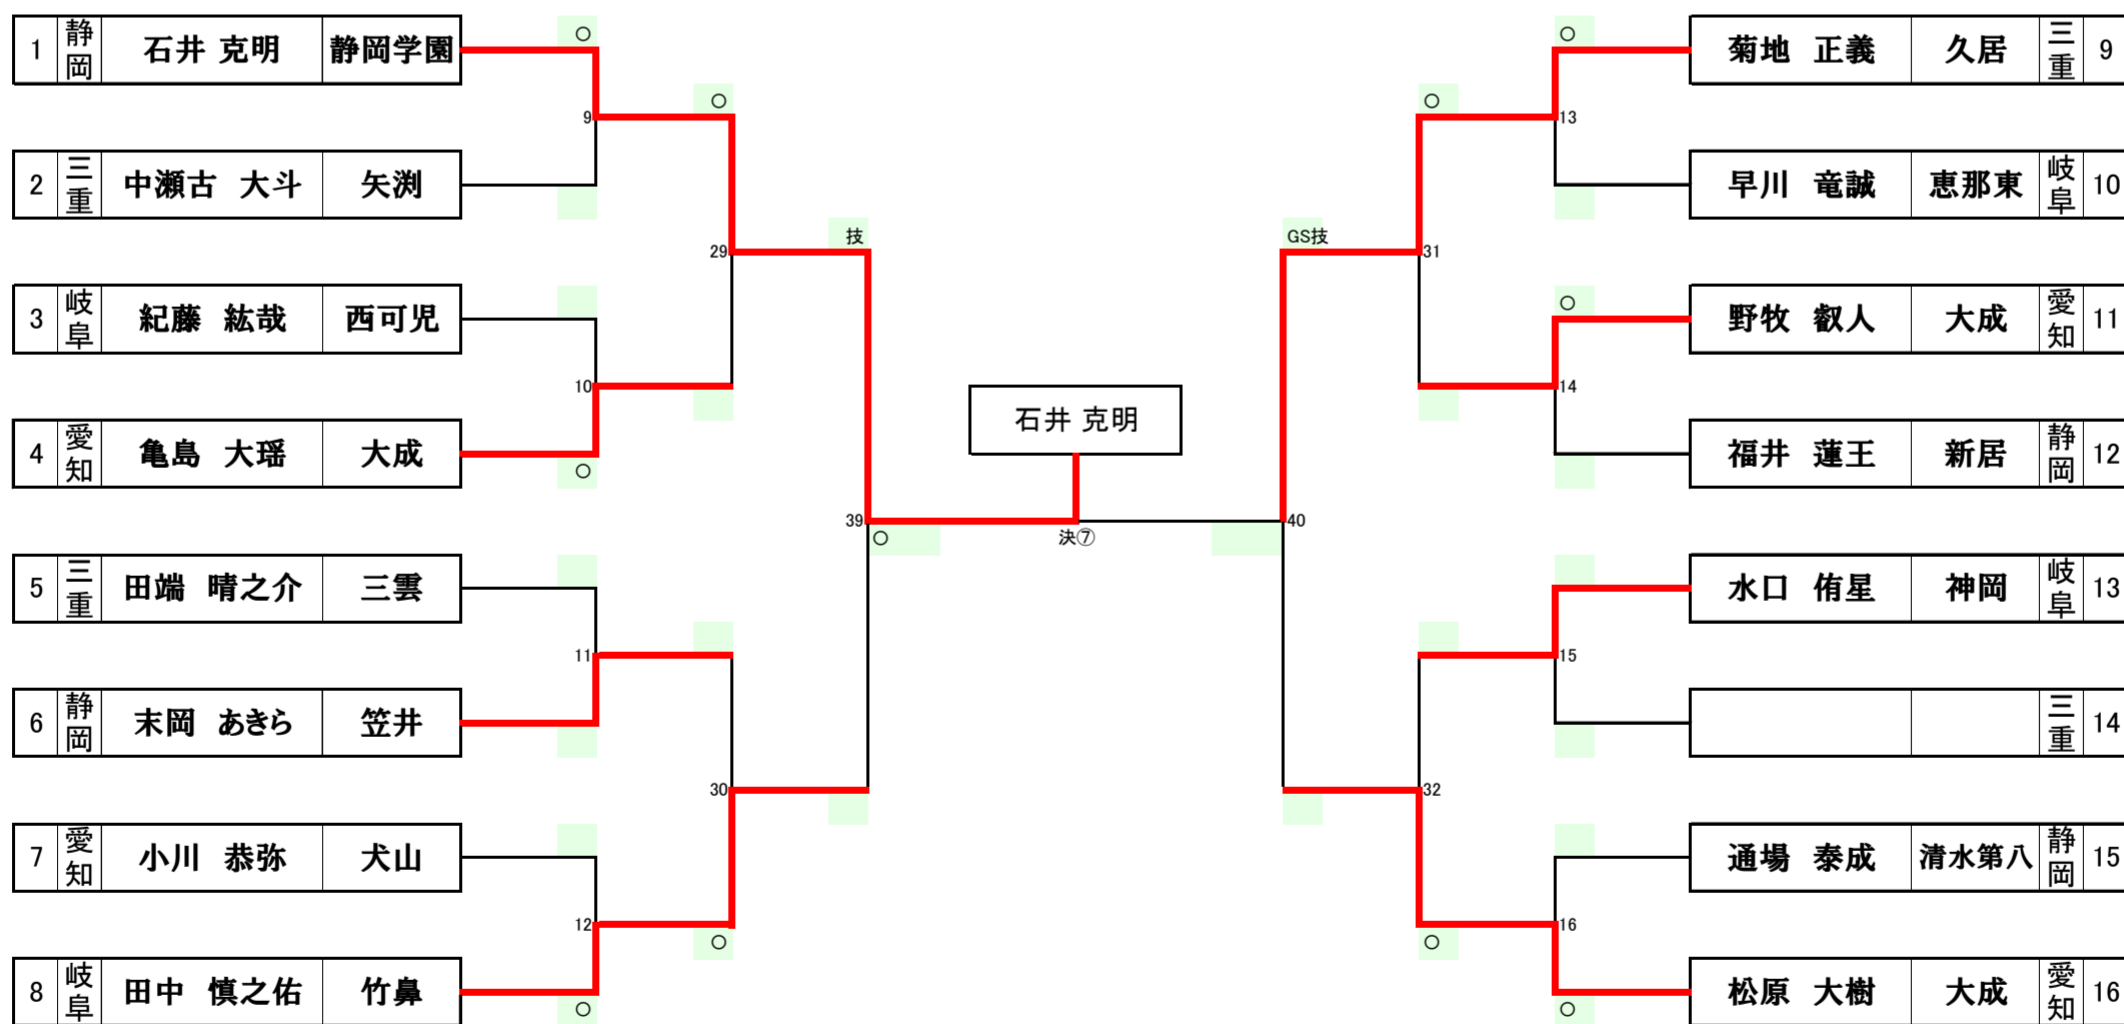 1 静岡 石井 克明 静岡学園
2 三重 中瀬古 大斗 矢渕
3 岐阜 紀藤 紘哉 西可児
4 愛知 亀島 大瑶 大成
5 三重 田端 晴之介 三雲
6 静岡 末岡 あきら 笠井
7 愛知 小川 恭弥 犬山
8 岐阜 田中 慎之佑 竹鼻
○
9
○
29
10
○
技
11
39
○
30
12
○
○
石井 克明
決⑦
○
○
13
GS技
31
○
14
40
15
32
16
○
○
菊地 正義 久居 三重 9
早川 竜誠 恵那東 岐阜 10
野牧 叡人 大成 愛知 11
福井 蓮王 新居 静岡 12
水口 侑星 神岡 岐阜 13
三重 14
通場 泰成 清水第八 静岡 15
松原 大樹 大成 愛知 16